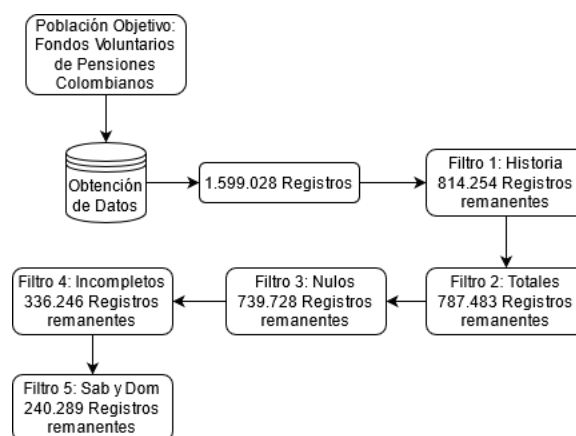 Población Objetivo:
Fondos Voluntarios
de Pensiones
Colombianos
Obtención
de Datos
1.599.028 Registros
Filtro 1: Historia
814.254 Registros
remanentes
Filtro 2: Totales
787.483 Registros
remanentes
Filtro 3: Nulos
739.728 Registros
remanentes
Filtro 4: Incompletos
336.246 Registros
remanentes
Filtro 5: Sab y Dom
240.289 Registros
remanentes